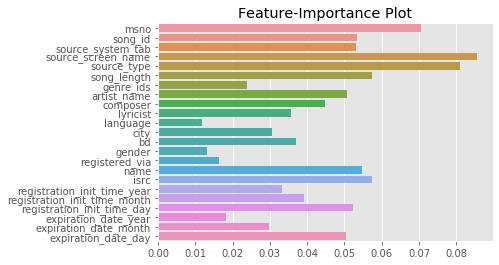 Feature-Importance Plot
msno
song_id
source_system_tab
source_screen_name
source_type
song_length
genre_ids
artist_name
composer
lyricist
language
city
bd
gender
registered_via
name
isrc
registration_init_time_year
registration_init_time_month
registration_init_time_day
expiration_date_year
expiration_date_month
expiration_date_day
0.00 0.01 0.02 0.03 0.04 0.05 0.06 0.07 0.08